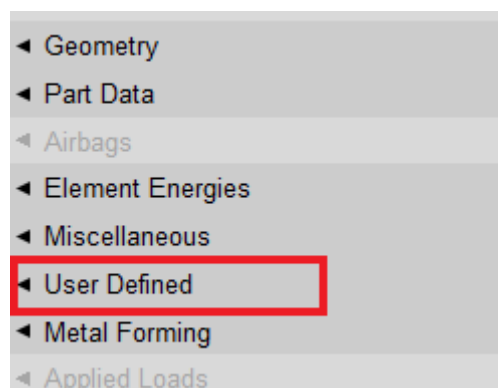 Geometry
Part Data
Airbags
Element Energies
Miscellaneous
User Defined
Metal Forming
Applied Loads